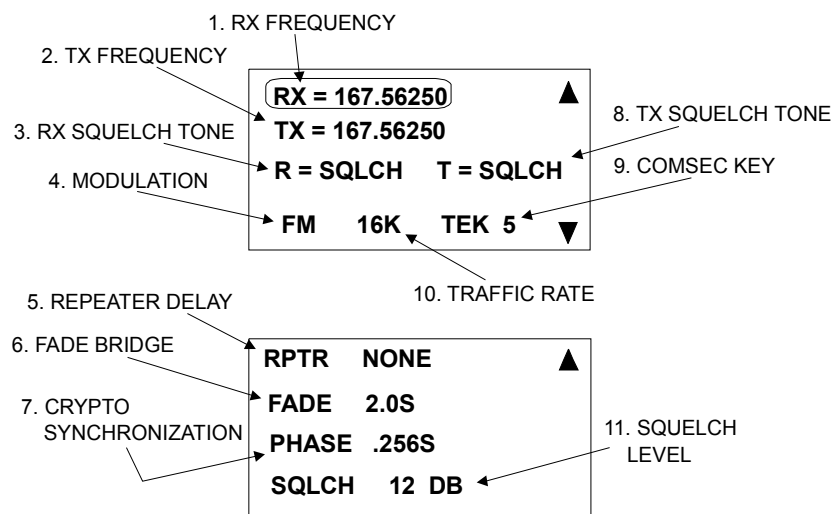 1. RX FREQUENCY
2. TX FREQUENCY
RX = 167.56250
TX = 167.56250
8. TX SQUELCH TONE
3. RX SQUELCH TONE
R = SQLCH T = SQLCH
9. COMSEC KEY
4. MODULATION
FM 16K TEK 5
10. TRAFFIC RATE
5. REPEATER DELAY
6. FADE BRIDGE
RPTR NONE
FADE 2.0S
7. CRYPTO
SYNCHRONIZATION
PHASE .256S
11. SQUELCH
LEVEL
SQLCH 12 DB